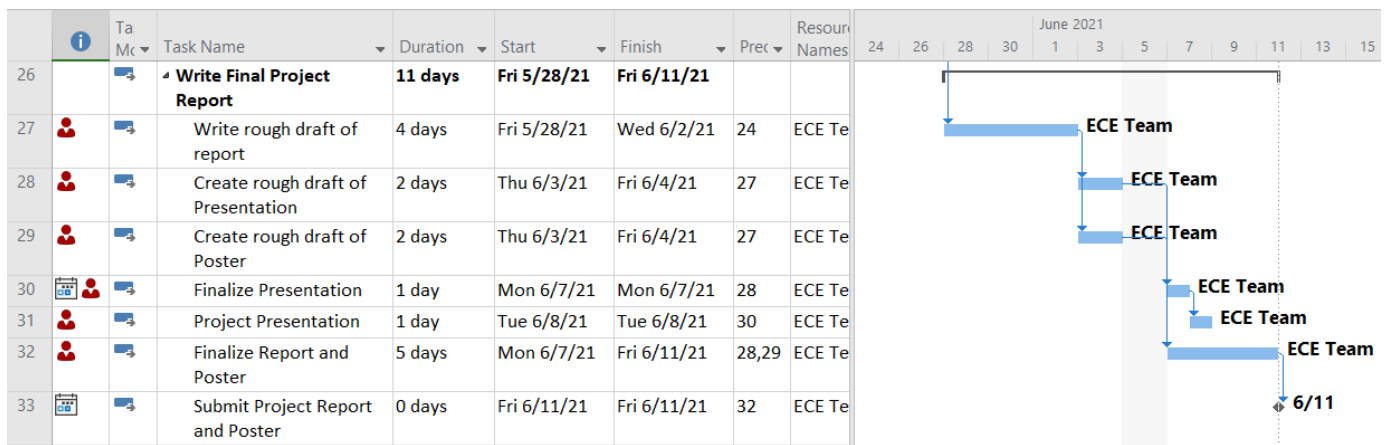 Ta Resour June 2021
i Mc Task Name Duration Start Finish Prec Names 24 26 28 30 1 3 5 7 9 11 13 15
26 Write Final Project 11 days Fri 5/28/21 Fri 6/11/21
Report
27 Write rough draft of 4 days Fri 5/28/21 Wed 6/2/21 24 ECE Te ECE Team
report
28 Create rough draft of 2 days Thu 6/3/21 Fri 6/4/21 27 ECE Te ECE Team
Presentation
29 Create rough draft of 2 days Thu 6/3/21 Fri 6/4/21 27 ECE Te ECE Team
Poster
30 Finalize Presentation 1 day Mon 6/7/21 Mon 6/7/21 28 ECE Te ECE Team
31 Project Presentation 1 day Tue 6/8/21 Tue 6/8/21 30 ECE Te ECE Team
32 Finalize Report and 5 days Mon 6/7/21 Fri 6/11/21 28,29 ECE Te ECE Team
Poster
33 Submit Project Report 0 days Fri 6/11/21 Fri 6/11/21 32 ECE Te 6/11
and Poster